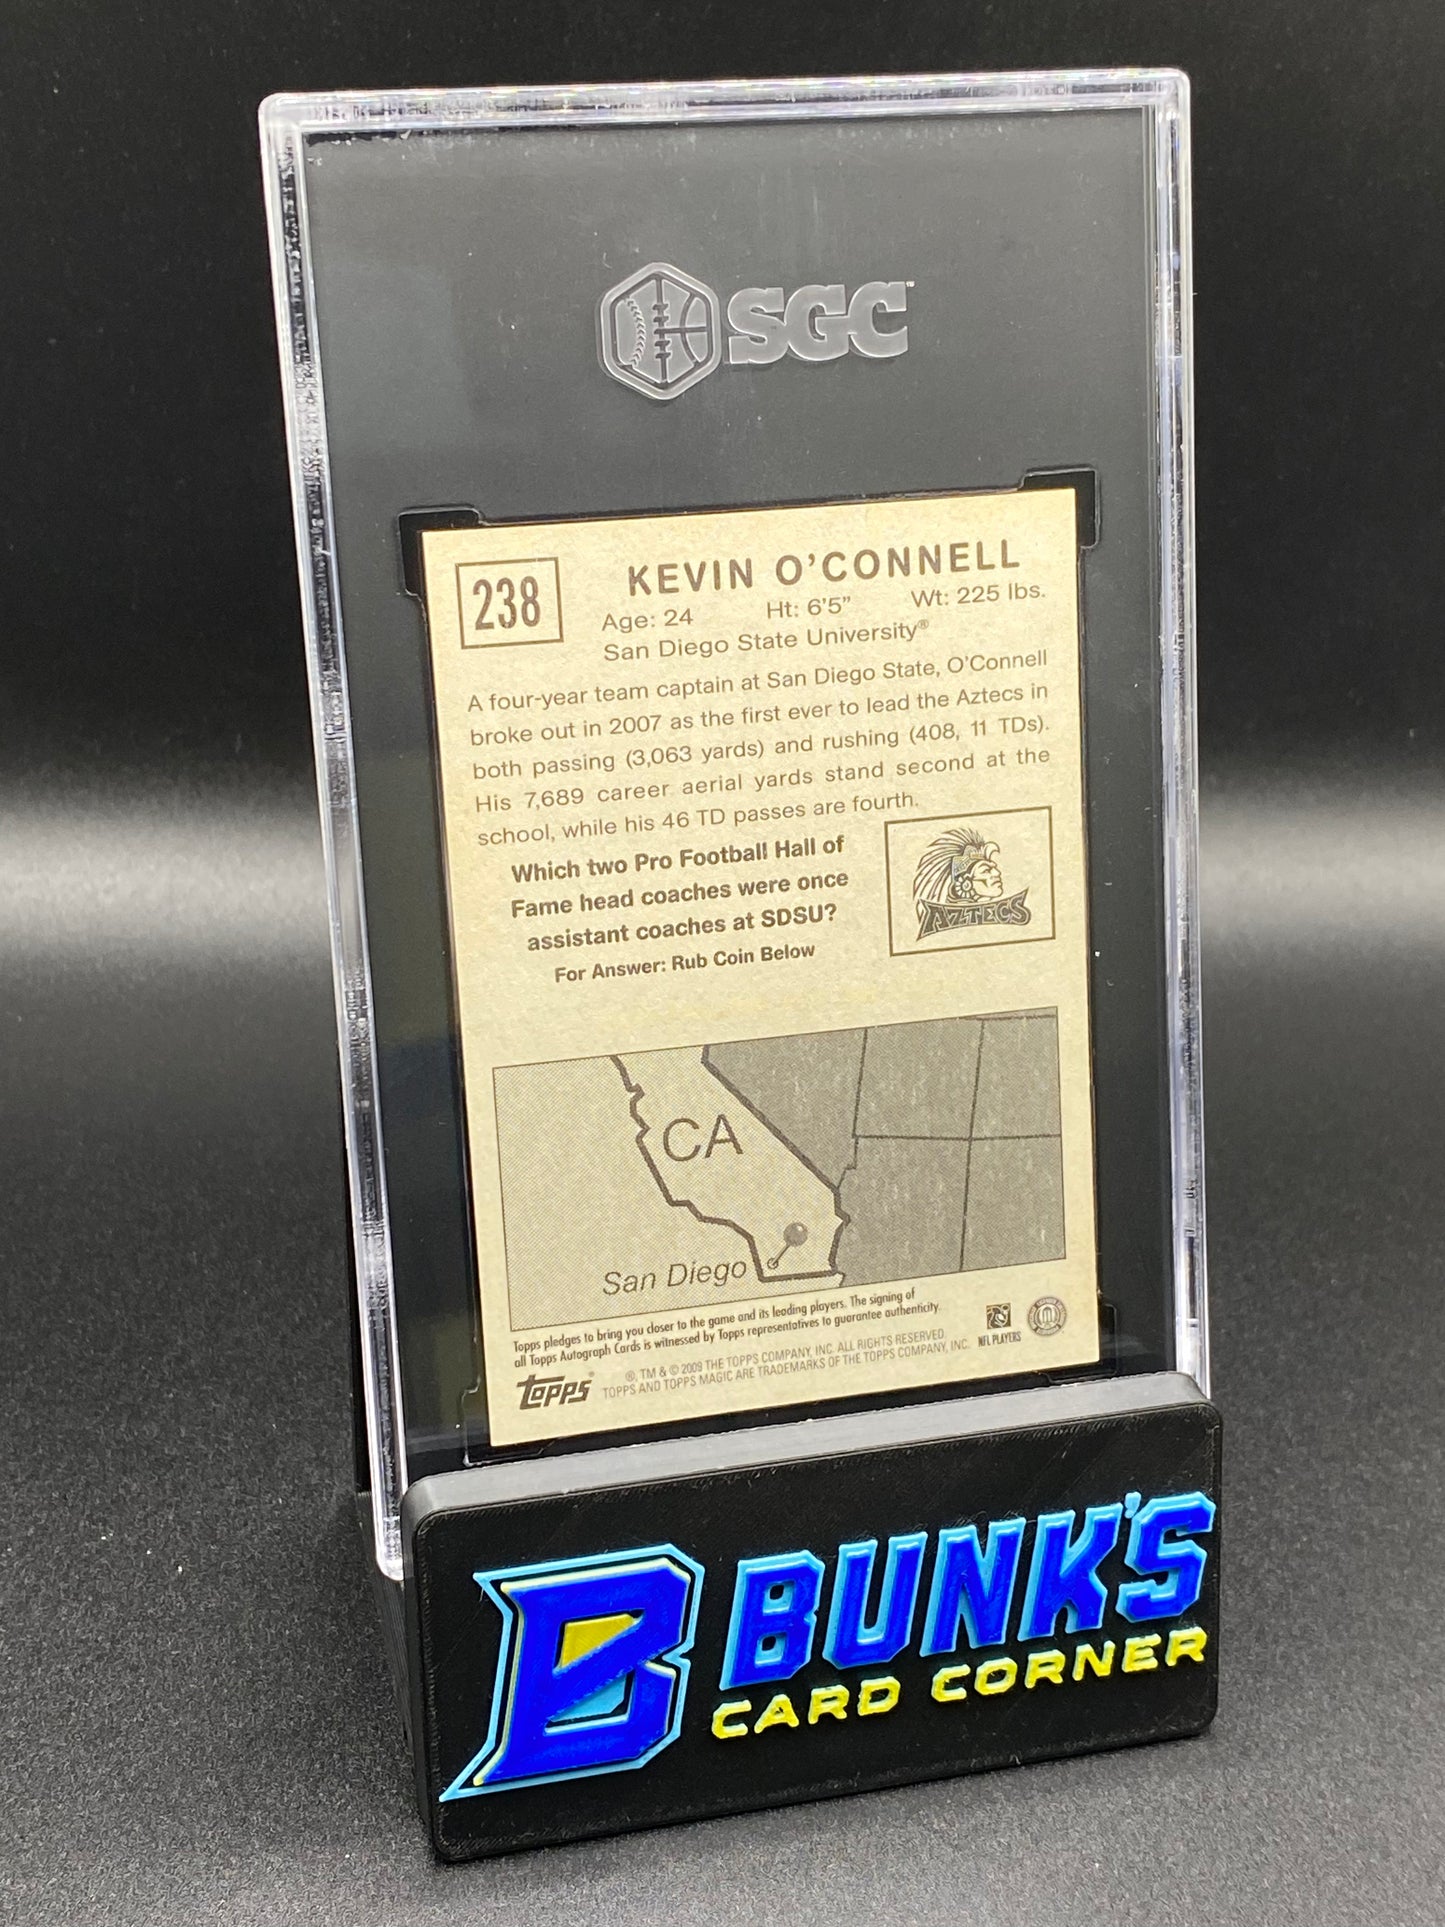 SGC
238
KEVIN O'CONNELL
Age: 24 Ht: 6'5" Wt: 225 lbs.
San Diego State University®
A four-year team captain at San Diego State, O'Connell
broke out in 2007 as the first ever to lead the Aztecs in
both passing (3,063 yards) and rushing (408, 11 TDs).
His 7,689 career aerial yards stand second at the
school, while his 46 TD passes are fourth.
Which two Pro Football Hall of
Fame head coaches were once
assistant coaches at SDSU?
For Answer: Rub Coin Below
AZTECS
CA
San Diego
Topps pledges to bring you closer to the game and its leading players. The signing of
all Topps Autograph Cards is witnessed by Topps representatives to guarantee authenticity.
NFL PLAYERS
Topps
®, TM & © 2009 THE TOPPS COMPANY, INC. ALL RIGHTS RESERVED.
TOPPS AND TOPPS MAGIC ARE TRADEMARKS OF THE TOPPS COMPANY, INC.
B BUNK'S
CARD CORNER